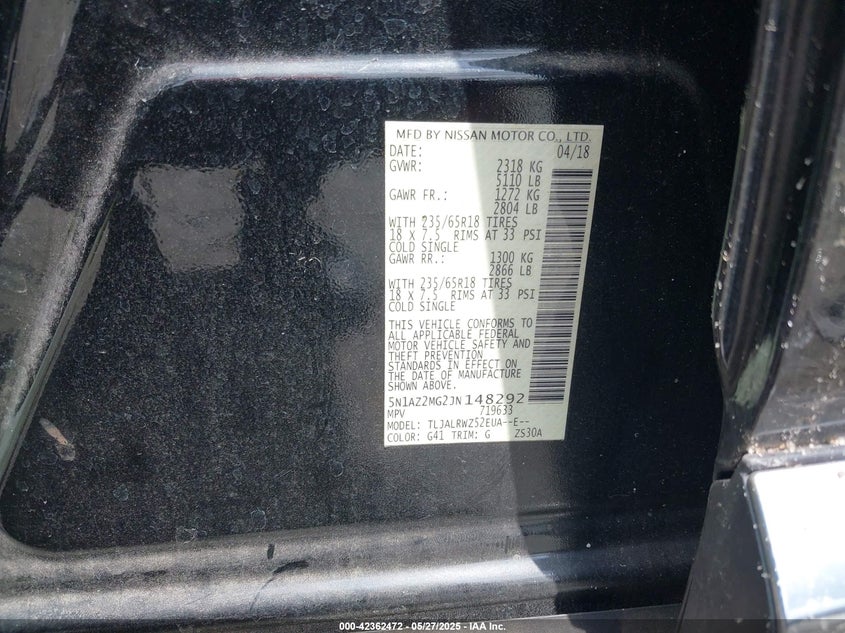 MFD BY NISSAN MOTOR CO., LTD.
DATE: 04/18
GVWR: 2318 KG
5110 LB
GAWR FR.: 1272 KG
2804 LB
WITH 235/65R18 TIRES
18 X 7.5 RIMS AT 33 PSI
COLD SINGLE
GAWR RR.: 1300 KG
2866 LB
WITH 235/65R18 TIRES
18 X 7.5 RIMS AT 33 PSI
COLD SINGLE
THIS VEHICLE CONFORMS TO
ALL APPLICABLE FEDERAL
MOTOR VEHICLE SAFETY AND
THEFT PREVENTION
STANDARDS IN EFFECT ON
THE DATE OF MANUFACTURE
SHOWN ABOVE.
5N1AZ2MG2JN148292
MPV 719633
MODEL: TLJALRWZ52EUA--E--
COLOR: G41 TRIM: G ZS30A
000-42362472 — 05/27/2025 — IAA Inc.